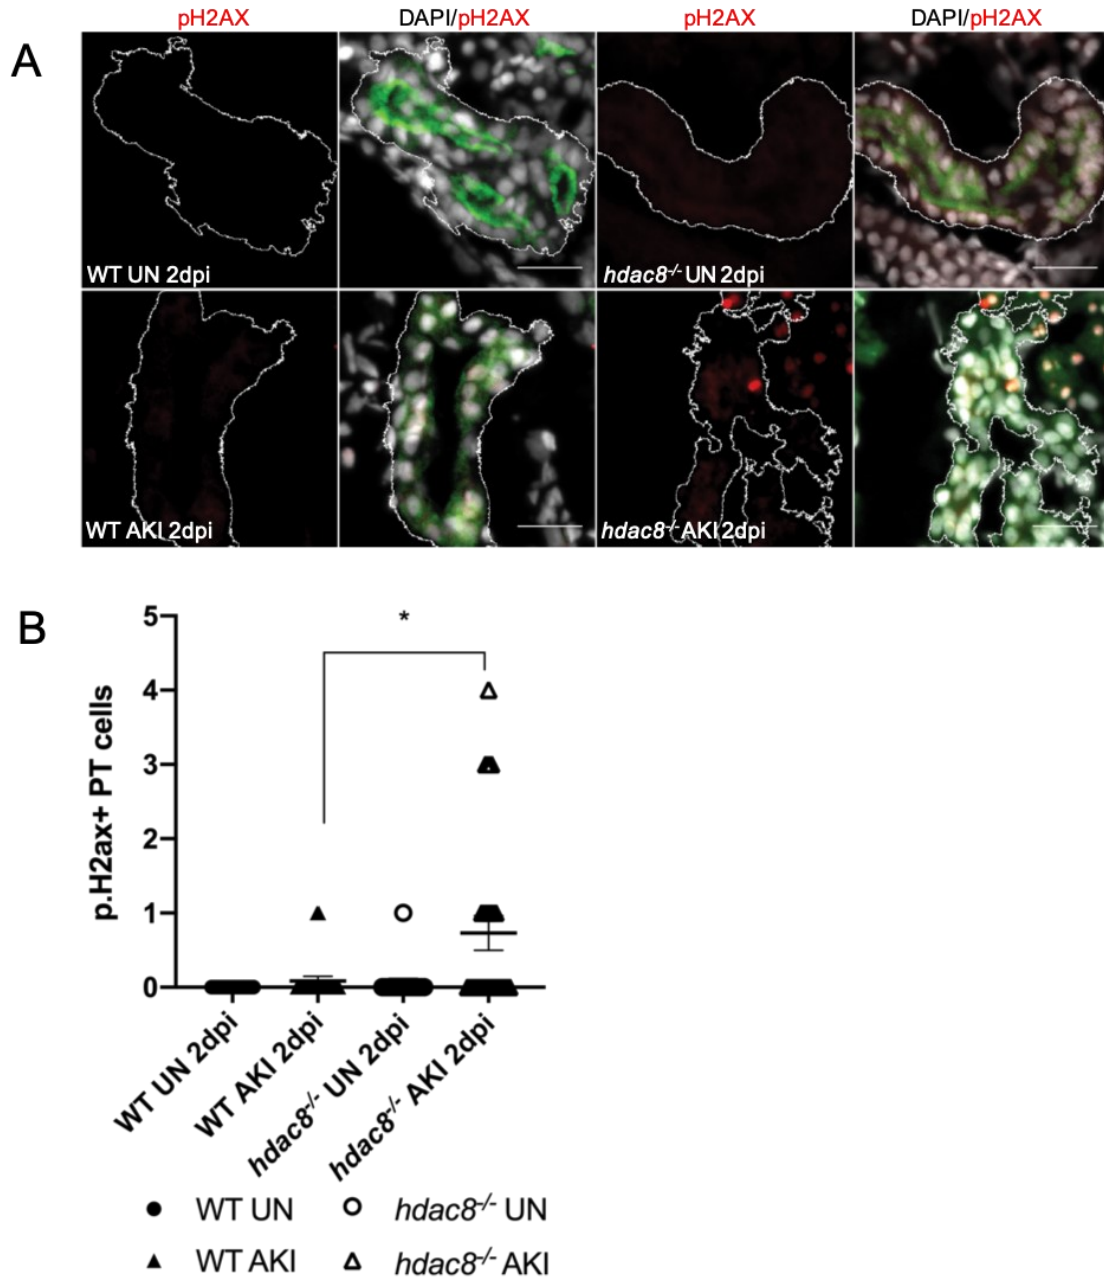 pH2AX DAPI/pH2AX pH2AX DAPI/pH2AX
A
WT UN 2dpi hdac8-/- UN 2dpi
WT AKI 2dpi hdac8-/- AKI 2dpi
B
*
5
4
3
2
1
0
p.H2ax+ PT cells
WT UN 2dpi
WT AKI 2dpi
hdac8-/- UN 2dpi
hdac8-/- AKI 2dpi
WT UN hdac8-/- UN
WT AKI hdac8-/- AKI